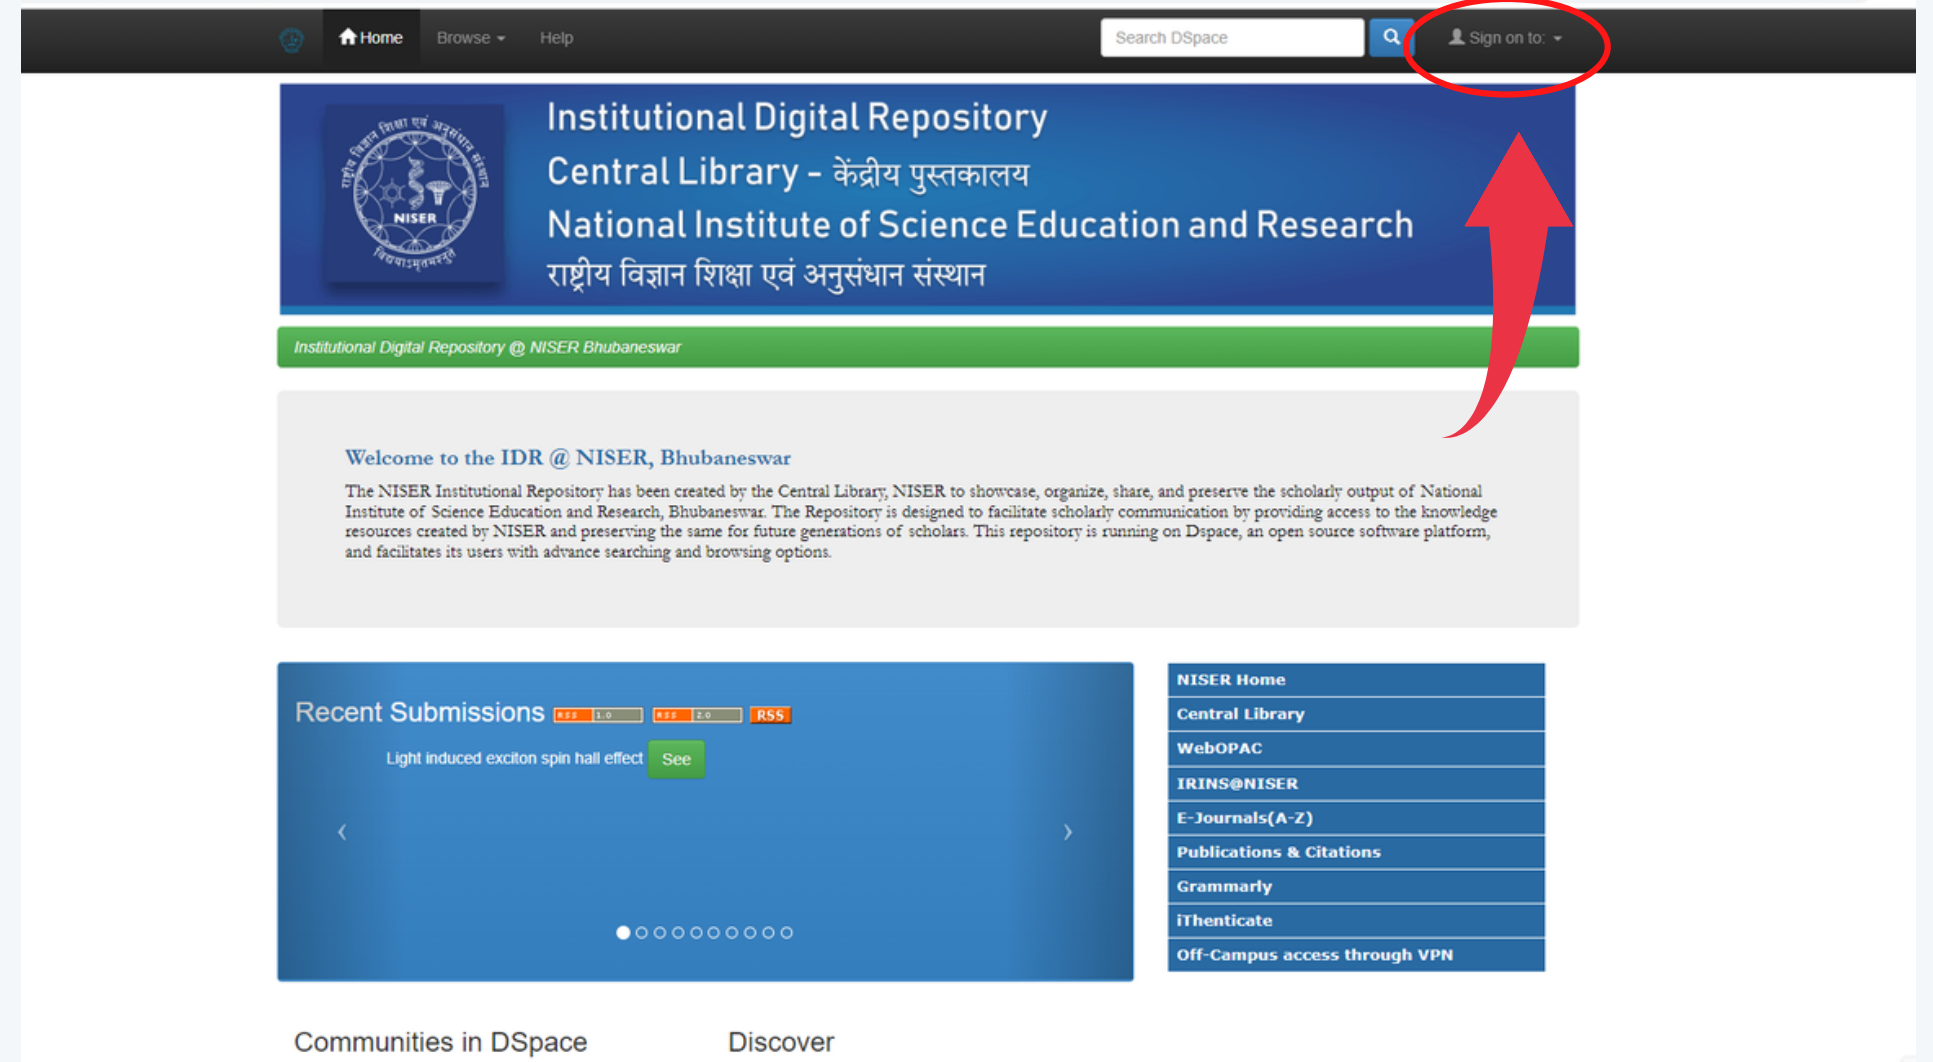 Home Browse Help Search DSpace Sign on to:
राष्ट्रीय विज्ञान शिक्षा एवं अनुसंधान संस्थान
NISER
विद्ययाऽमृतमश्नुते
Institutional Digital Repository
Central Library - केंद्रीय पुस्तकालय
National Institute of Science Education and Research
राष्ट्रीय विज्ञान शिक्षा एवं अनुसंधान संस्थान
Institutional Digital Repository @ NISER Bhubaneswar
Welcome to the IDR @ NISER, Bhubaneswar
The NISER Institutional Repository has been created by the Central Library, NISER to showcase, organize, share, and preserve the scholarly output of National
Institute of Science Education and Research, Bhubaneswar. The Repository is designed to facilitate scholarly communication by providing access to the knowledge
resources created by NISER and preserving the same for future generations of scholars. This repository is running on Dspace, an open source software platform,
and facilitates its users with advance searching and browsing options.
Recent Submissions RSS 1.0 RSS 2.0 RSS
Light induced exciton spin hall effect See
NISER Home
Central Library
WebOPAC
IRINS@NISER
E-Journals(A-Z)
Publications & Citations
Grammarly
iThenticate
Off-Campus access through VPN
Communities in DSpace
Discover